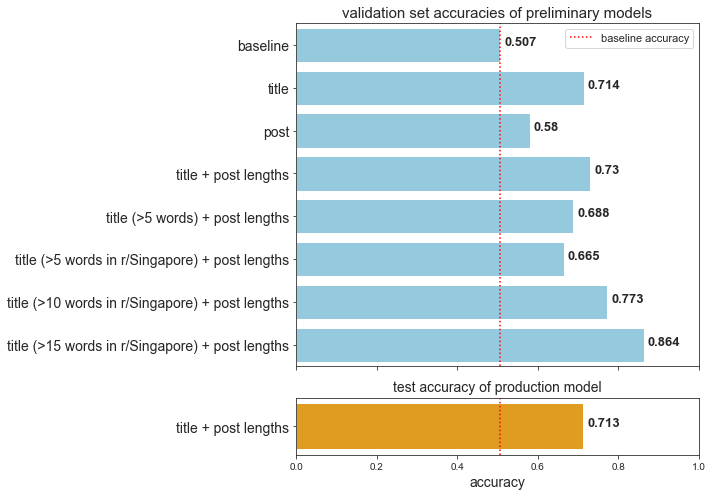 validation set accuracies of preliminary models
baseline accuracy
baseline 0.507
title 0.714
post 0.58
title + post lengths 0.73
title (>5 words) + post lengths 0.688
title (>5 words in r/Singapore) + post lengths 0.665
title (>10 words in r/Singapore) + post lengths 0.773
title (>15 words in r/Singapore) + post lengths 0.864
test accuracy of production model
title + post lengths 0.713
0.0 0.2 0.4 0.6 0.8 1.0
accuracy